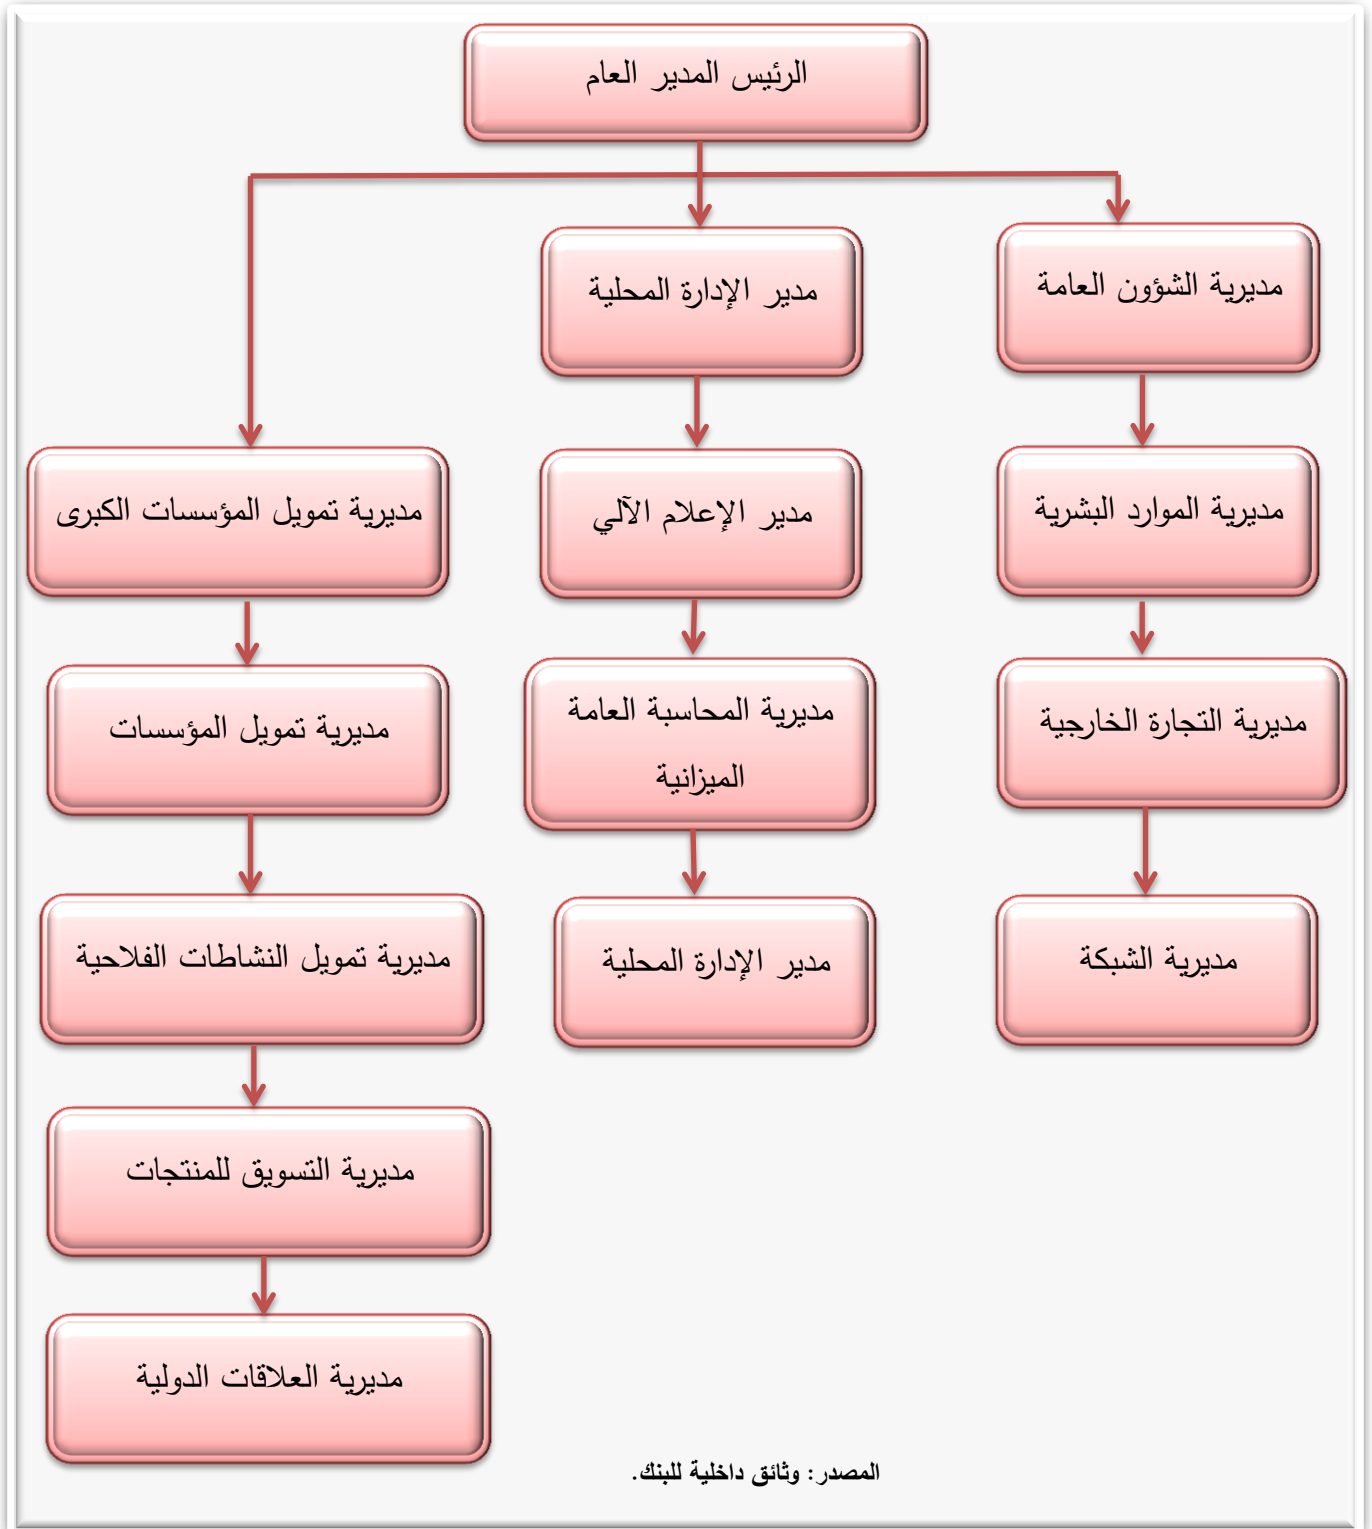 الرئيس المدير العام
مديرية الشؤون العامة
مدير الإدارة المحلية
مديرية الموارد البشرية
مدير الإعلام الآلي
مديرية تمويل المؤسسات الكبرى
مديرية التجارة الخارجية
مديرية المحاسبة العامة
الميزانية
مديرية تمويل المؤسسات
مديرية الشبكة
مدير الإدارة المحلية
مديرية تمويل النشاطات الفلاحية
مديرية التسويق للمنتجات
مديرية العلاقات الدولية
المصدر: وثائق داخلية للبنك.